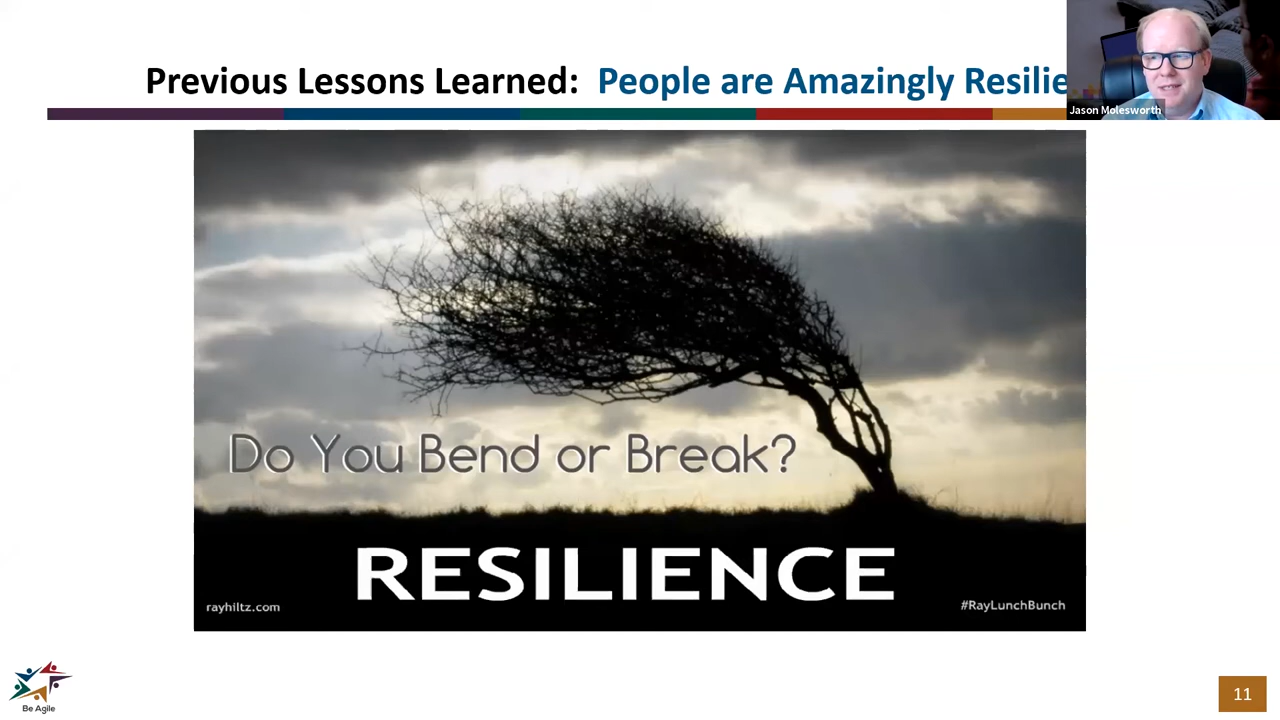 Previous Lessons Learned: People are Amazingly Resilie
Jason Molesworth
Do You Bend or Break?
RESILIENCE
rayhiltz.com
#RayLunchBunch
Be Agile
11